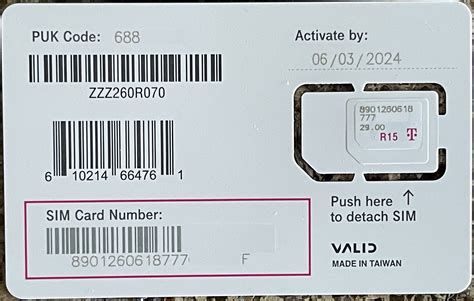 PUK Code: 688
ZZZ260R070
6 10214 66476 1
SIM Card Number:
8901260618777 F
Activate by:
06/03/2024
8901260618
777
29.00
R15 T
Push here ↑
to detach SIM
VALID
MADE IN TAIWAN